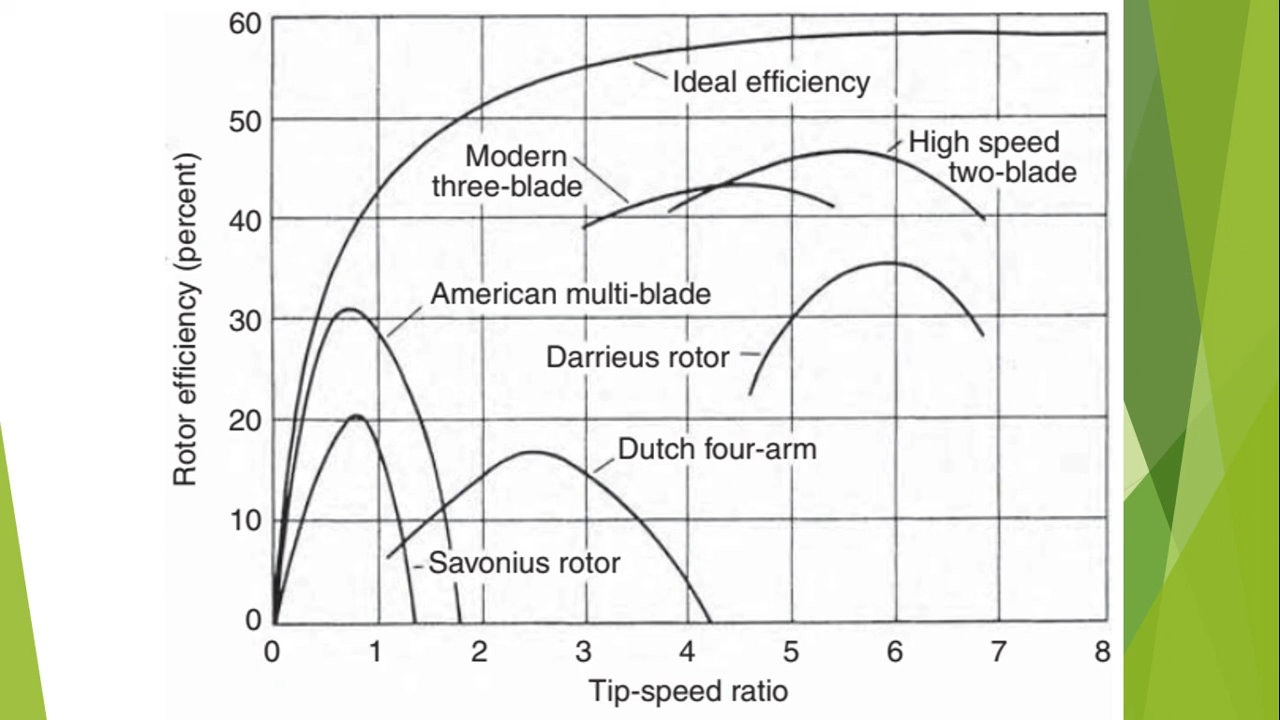 60
50
40
30
20
10
0
Rotor efficiency (percent)
Ideal efficiency
Modern
three-blade
High speed
two-blade
American multi-blade
Darrieus rotor
Dutch four-arm
Savonius rotor
0 1 2 3 4 5 6 7 8
Tip-speed ratio